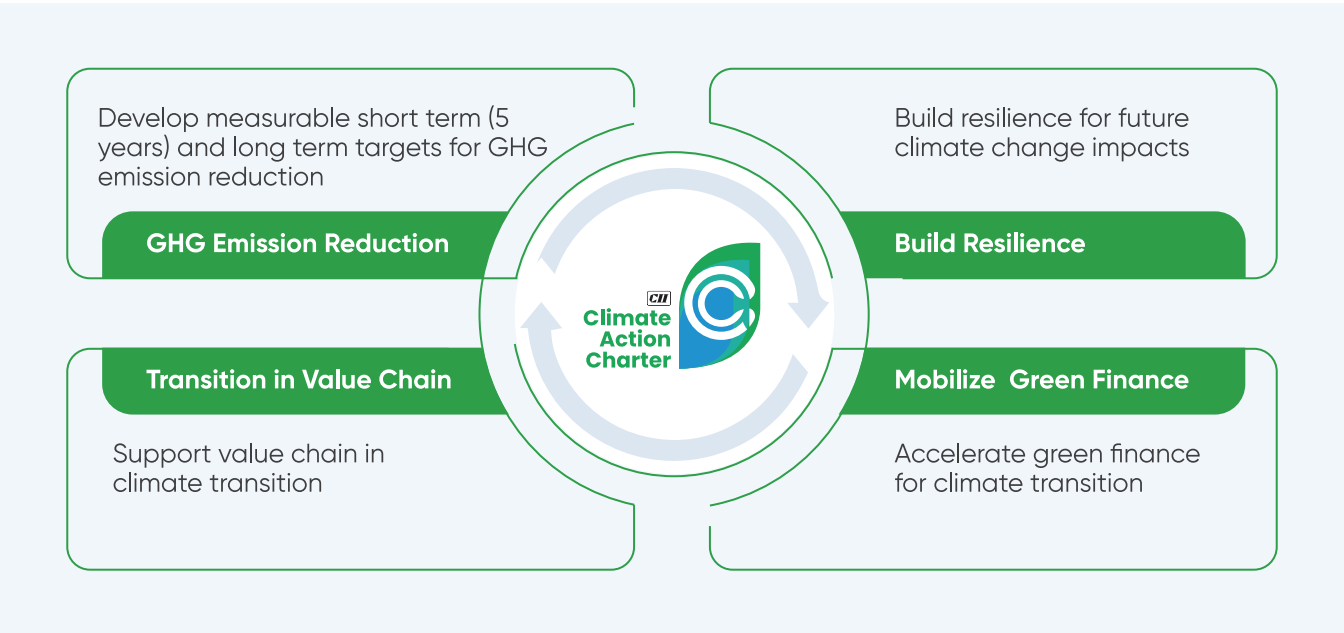 Develop measurable short term (5
years) and long term targets for GHG
emission reduction
GHG Emission Reduction
Build resilience for future
climate change impacts
Build Resilience
CII
Climate
Action
Charter
Transition in Value Chain
Support value chain in
climate transition
Mobilize Green Finance
Accelerate green finance
for climate transition